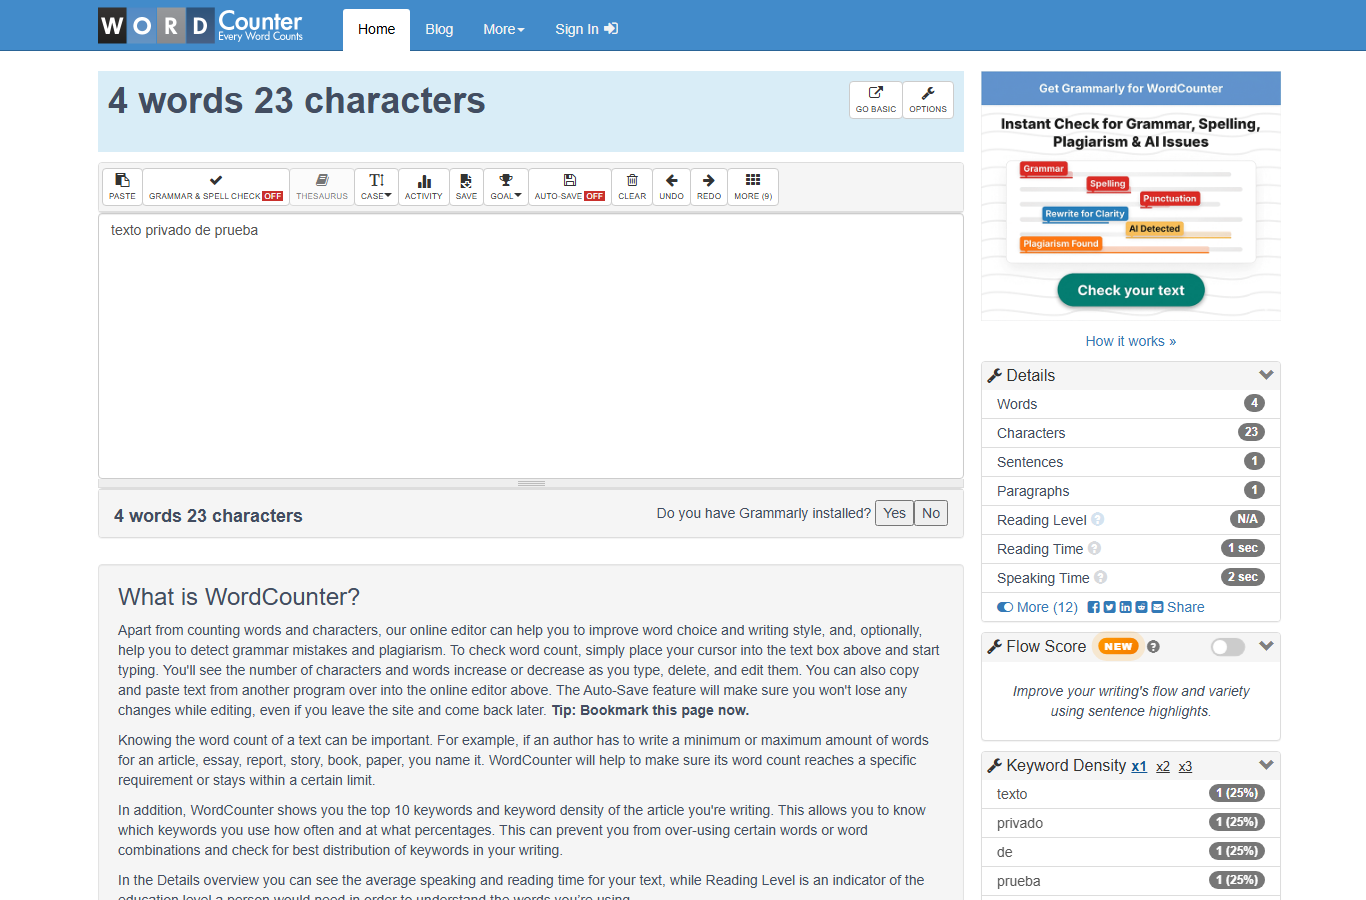 WORD Counter
Every Word Counts
Home
Blog
More
Sign In
4 words 23 characters
GO BASIC
OPTIONS
PASTE
GRAMMAR & SPELL CHECK OFF
THESAURUS
CASE
ACTIVITY
SAVE
GOAL
AUTO-SAVE OFF
CLEAR
UNDO
REDO
MORE (9)
texto privado de prueba
4 words 23 characters
Do you have Grammarly installed? Yes No
What is WordCounter?
Apart from counting words and characters, our online editor can help you to improve word choice and writing style, and, optionally,
help you to detect grammar mistakes and plagiarism. To check word count, simply place your cursor into the text box above and start
typing. You'll see the number of characters and words increase or decrease as you type, delete, and edit them. You can also copy
and paste text from another program over into the online editor above. The Auto-Save feature will make sure you won't lose any
changes while editing, even if you leave the site and come back later. Tip: Bookmark this page now.
Knowing the word count of a text can be important. For example, if an author has to write a minimum or maximum amount of words
for an article, essay, report, story, book, paper, you name it. WordCounter will help to make sure its word count reaches a specific
requirement or stays within a certain limit.
In addition, WordCounter shows you the top 10 keywords and keyword density of the article you're writing. This allows you to know
which keywords you use how often and at what percentages. This can prevent you from over-using certain words or word
combinations and check for best distribution of keywords in your writing.
In the Details overview you can see the average speaking and reading time for your text, while Reading Level is an indicator of the
education level a person would need in order to understand the words you're using.
Get Grammarly for WordCounter
Instant Check for Grammar, Spelling,
Plagiarism & AI Issues
Grammar
Spelling
Punctuation
Rewrite for Clarity
AI Detected
Plagiarism Found
Check your text
How it works »
Details
Words 4
Characters 23
Sentences 1
Paragraphs 1
Reading Level ? N/A
Reading Time ? 1 sec
Speaking Time ? 2 sec
More (12) Share
Flow Score NEW ?
Improve your writing's flow and variety
using sentence highlights.
Keyword Density x1 x2 x3
texto 1 (25%)
privado 1 (25%)
de 1 (25%)
prueba 1 (25%)